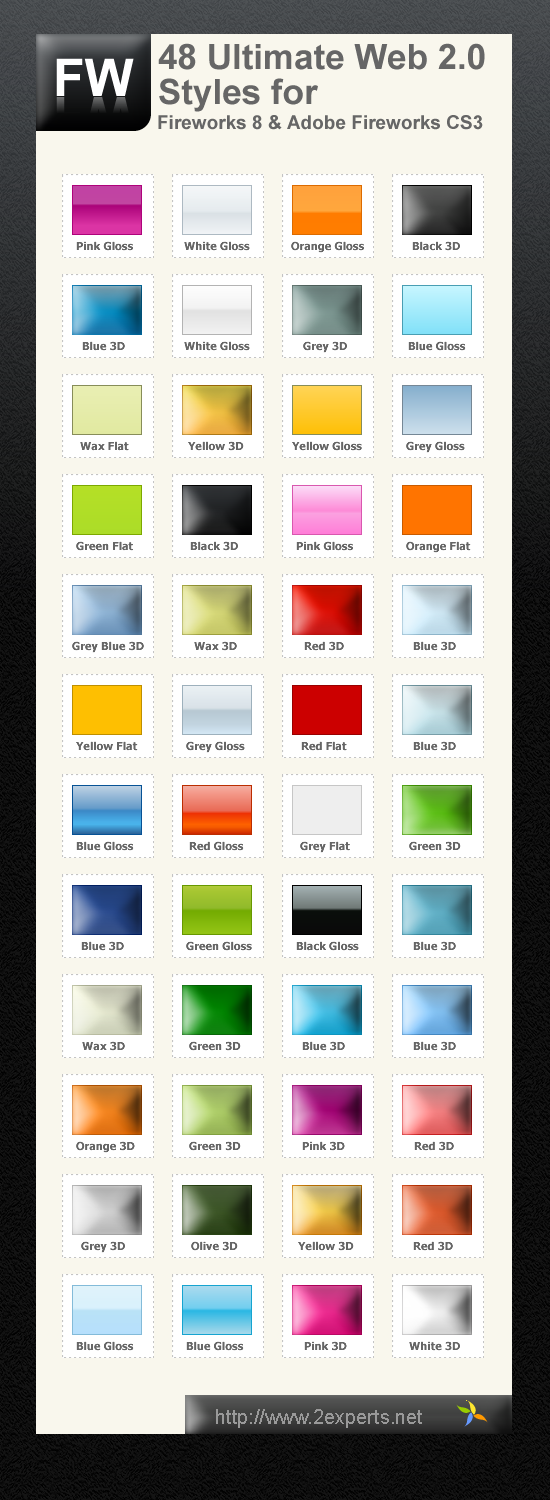 FW
48 Ultimate Web 2.0
Styles for
Fireworks 8 & Adobe Fireworks CS3
Pink Gloss White Gloss Orange Gloss Black 3D
Blue 3D White Gloss Grey 3D Blue Gloss
Wax Flat Yellow 3D Yellow Gloss Grey Gloss
Green Flat Black 3D Pink Gloss Orange Flat
Grey Blue 3D Wax 3D Red 3D Blue 3D
Yellow Flat Grey Gloss Red Flat Blue 3D
Blue Gloss Red Gloss Grey Flat Green 3D
Blue 3D Green Gloss Black Gloss Blue 3D
Wax 3D Green 3D Blue 3D Blue 3D
Orange 3D Green 3D Pink 3D Red 3D
Grey 3D Olive 3D Yellow 3D Red 3D
Blue Gloss Blue Gloss Pink 3D White 3D
http://www.2experts.net